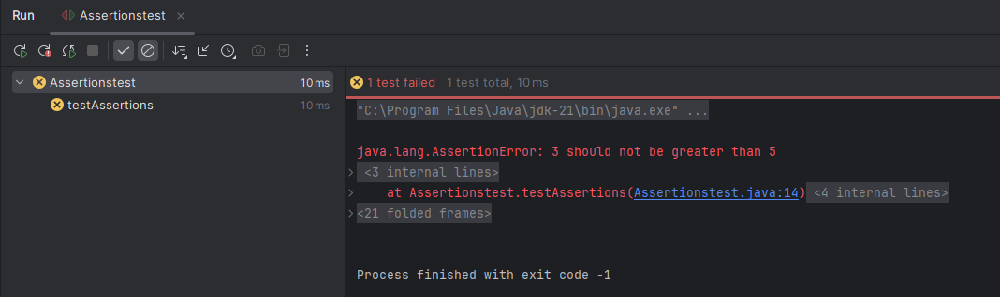 Run
Assertionstest
Assertionstest 10 ms
testAssertions 10 ms
1 test failed 1 test total, 10 ms
"C:\Program Files\Java\jdk-21\bin\java.exe" ...
java.lang.AssertionError: 3 should not be greater than 5
<3 internal lines>
at Assertionstest.testAssertions(Assertionstest.java:14) <4 internal lines>
<21 folded frames>
Process finished with exit code -1